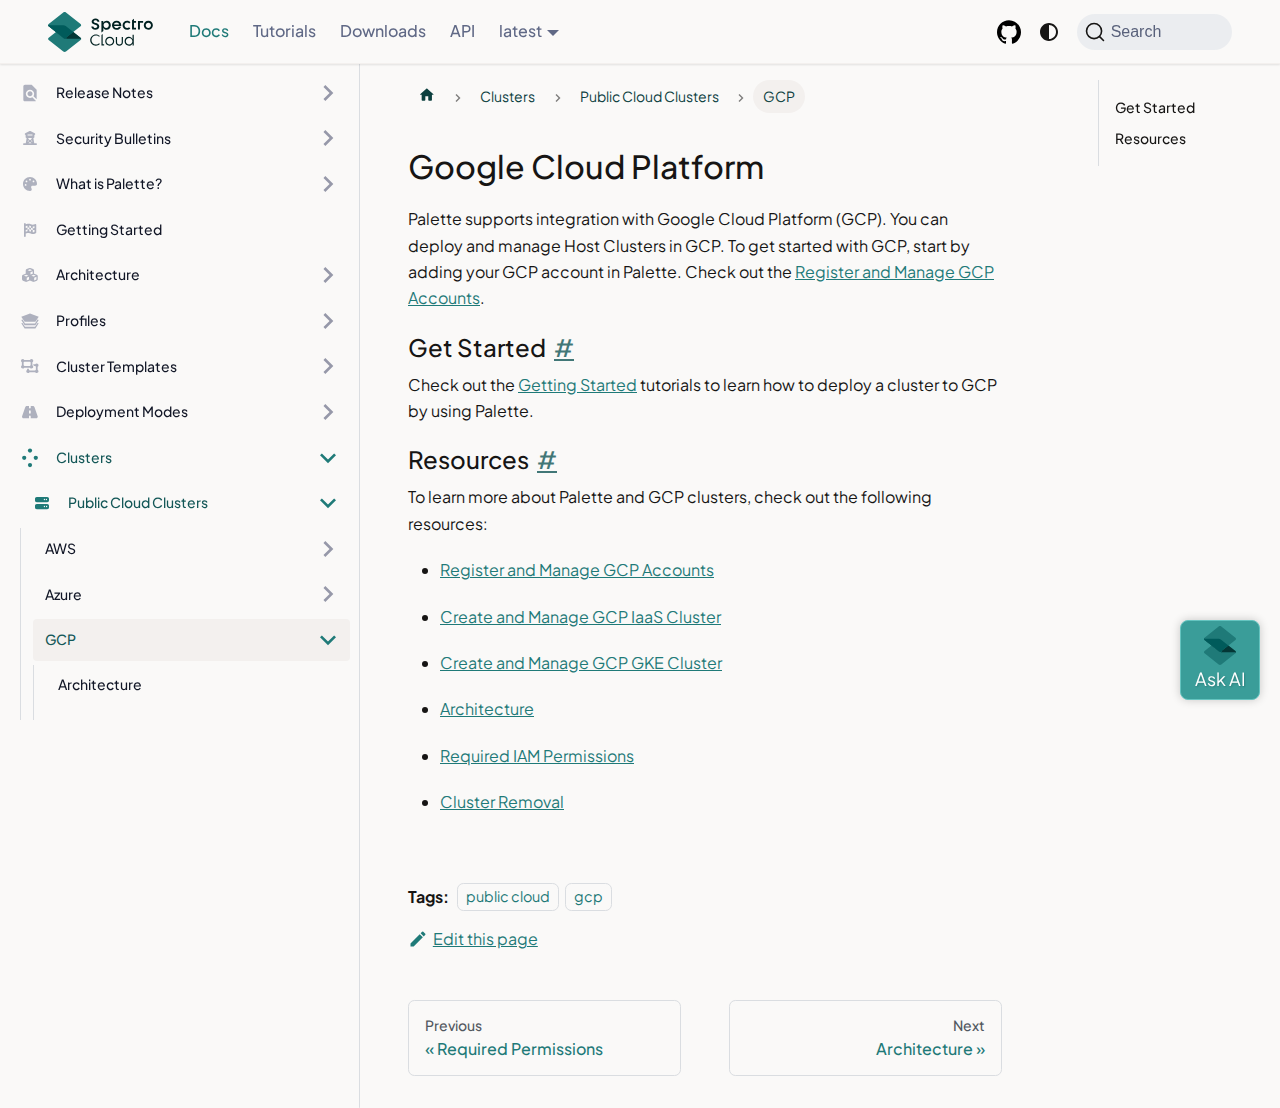 Spectro Cloud
Docs
Tutorials
Downloads
API
latest
Search
Release Notes
Security Bulletins
What is Palette?
Getting Started
Architecture
Profiles
Cluster Templates
Deployment Modes
Clusters
Public Cloud Clusters
AWS
Azure
GCP
Architecture
Clusters
Public Cloud Clusters
GCP
Google Cloud Platform
Palette supports integration with Google Cloud Platform (GCP). You can
deploy and manage Host Clusters in GCP. To get started with GCP, start by
adding your GCP account in Palette. Check out the Register and Manage GCP
Accounts.
Get Started #
Check out the Getting Started tutorials to learn how to deploy a cluster to GCP
by using Palette.
Resources #
To learn more about Palette and GCP clusters, check out the following
resources:
Register and Manage GCP Accounts
Create and Manage GCP IaaS Cluster
Create and Manage GCP GKE Cluster
Architecture
Required IAM Permissions
Cluster Removal
Tags: public cloud gcp
Edit this page
Previous
« Required Permissions
Next
Architecture »
Get Started
Resources
Ask AI